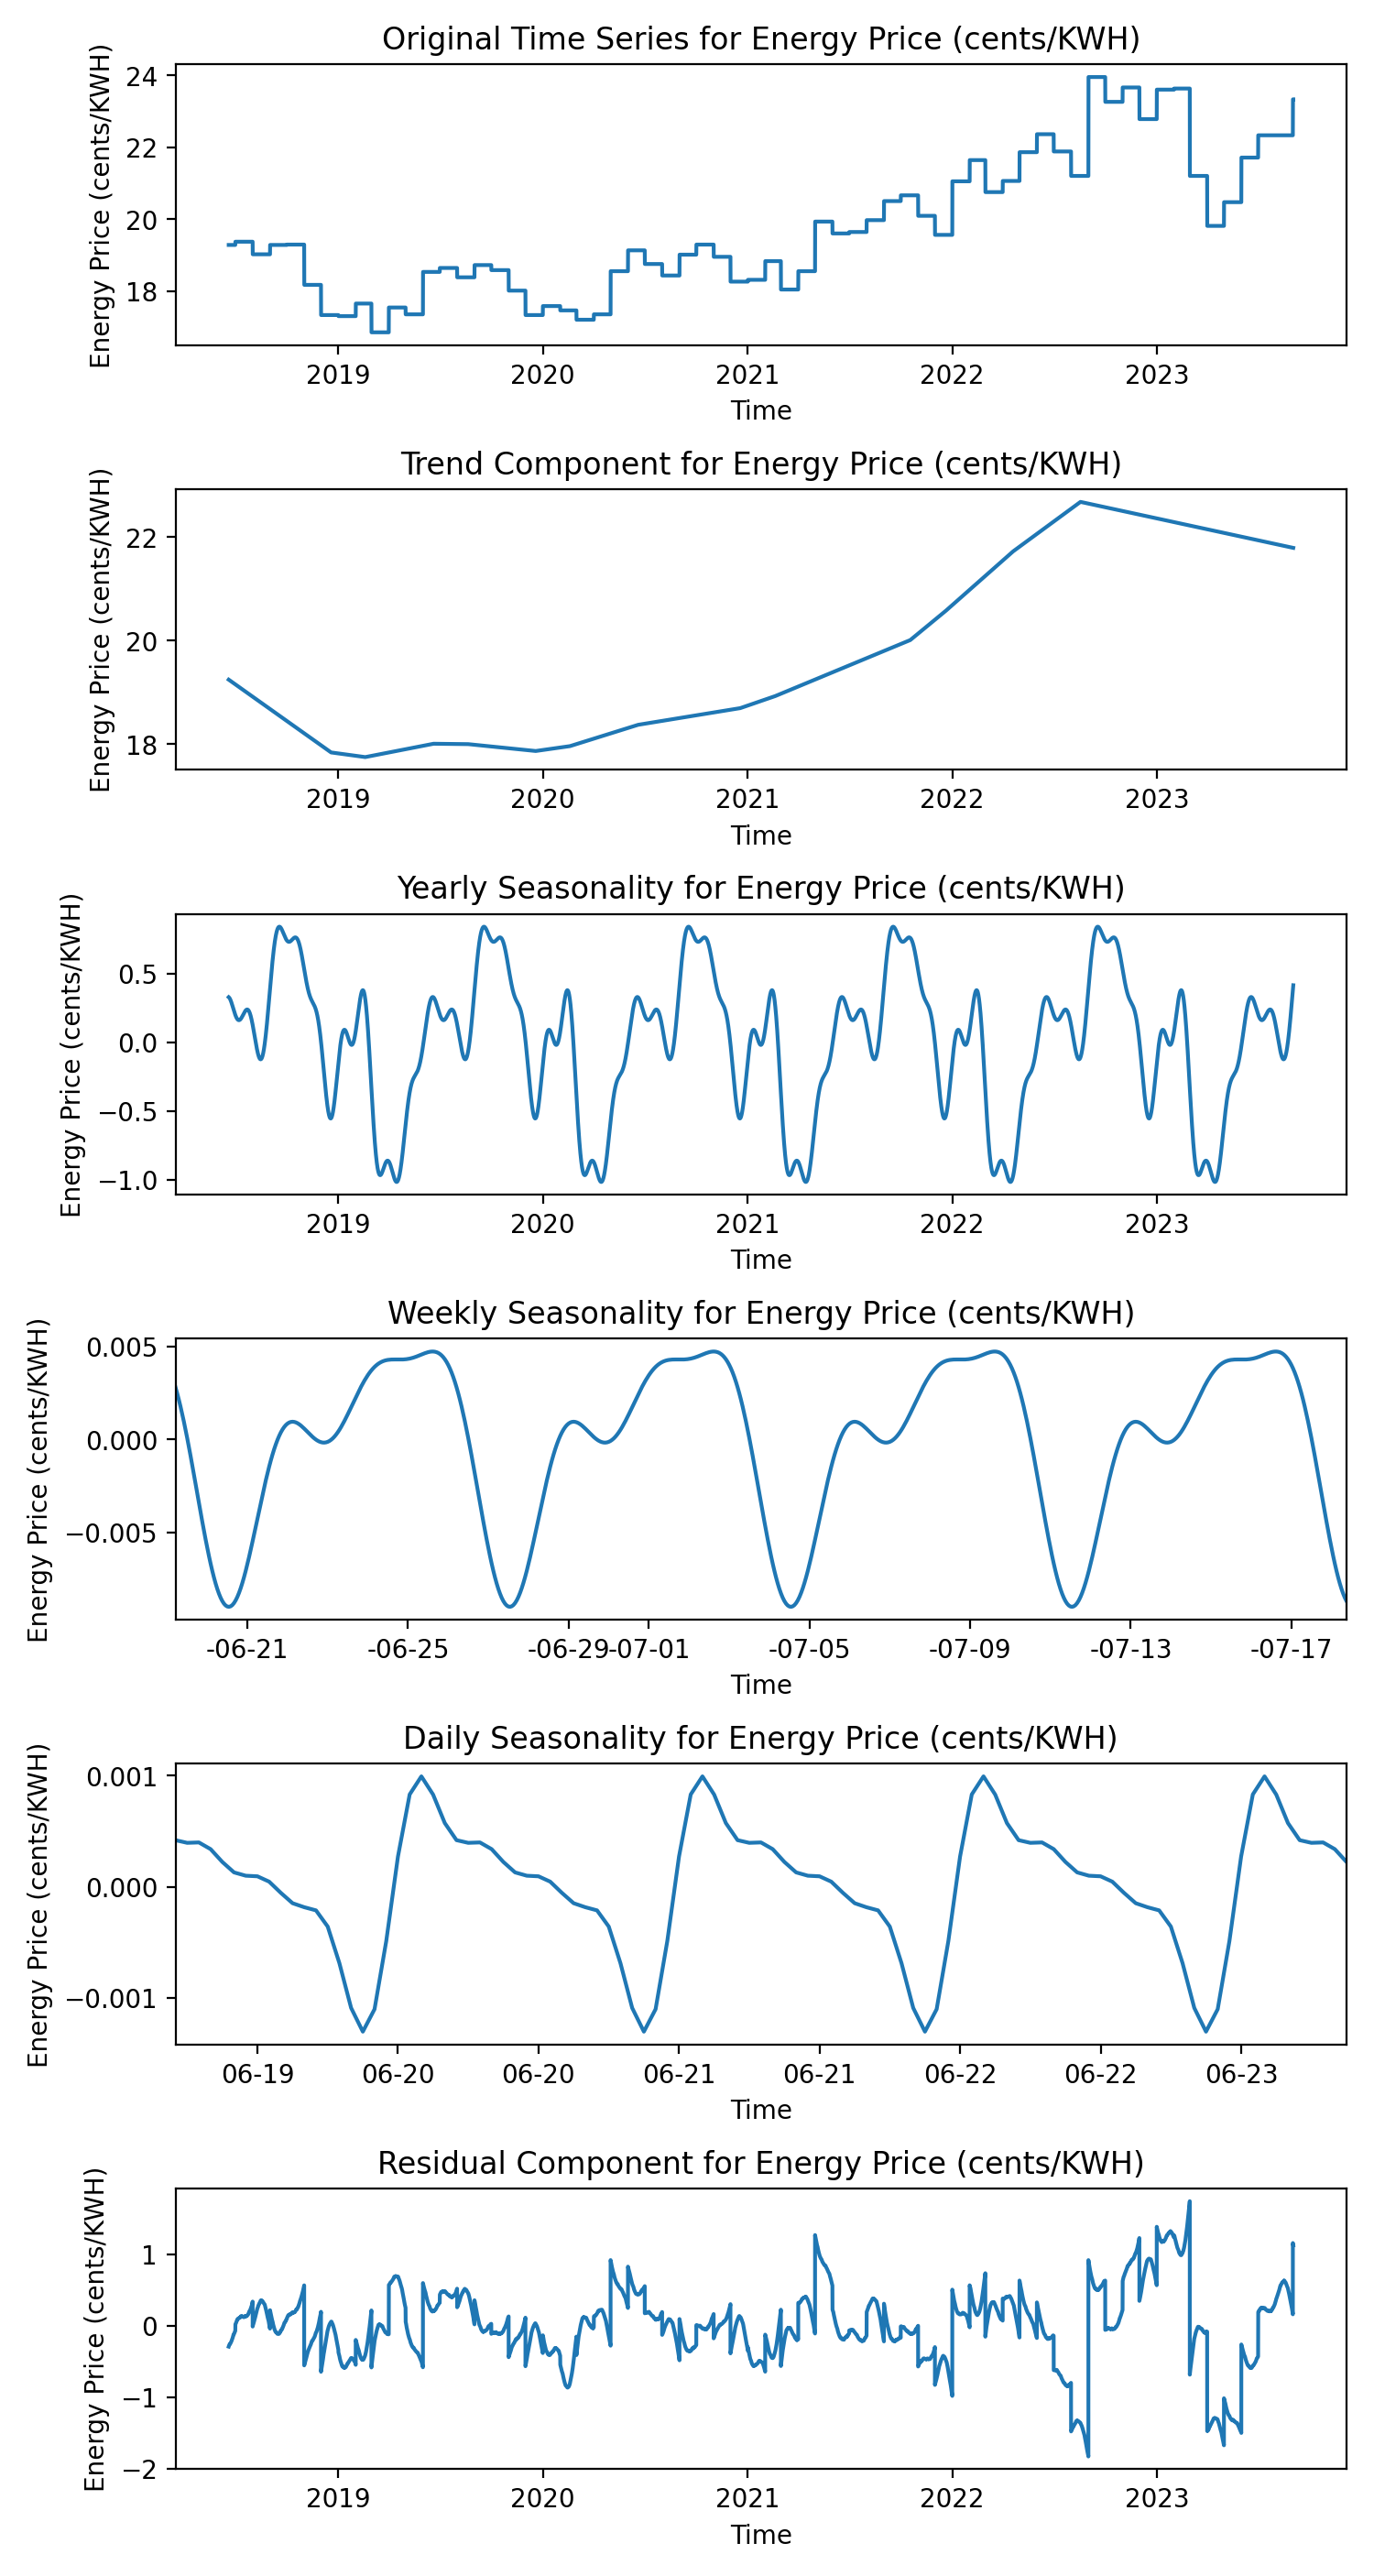 Original Time Series for Energy Price (cents/KWH)
Energy Price (cents/KWH)
24
22
20
18
2019 2020 2021 2022 2023
Time
Trend Component for Energy Price (cents/KWH)
Energy Price (cents/KWH)
22
20
18
2019 2020 2021 2022 2023
Time
Yearly Seasonality for Energy Price (cents/KWH)
Energy Price (cents/KWH)
0.5
0.0
−0.5
−1.0
2019 2020 2021 2022 2023
Time
Weekly Seasonality for Energy Price (cents/KWH)
Energy Price (cents/KWH)
0.005
0.000
−0.005
-06-21 -06-25 -06-29 -07-01 -07-05 -07-09 -07-13 -07-17
Time
Daily Seasonality for Energy Price (cents/KWH)
Energy Price (cents/KWH)
0.001
0.000
−0.001
06-19 06-20 06-20 06-21 06-21 06-22 06-22 06-23
Time
Residual Component for Energy Price (cents/KWH)
Energy Price (cents/KWH)
1
0
−1
−2
2019 2020 2021 2022 2023
Time